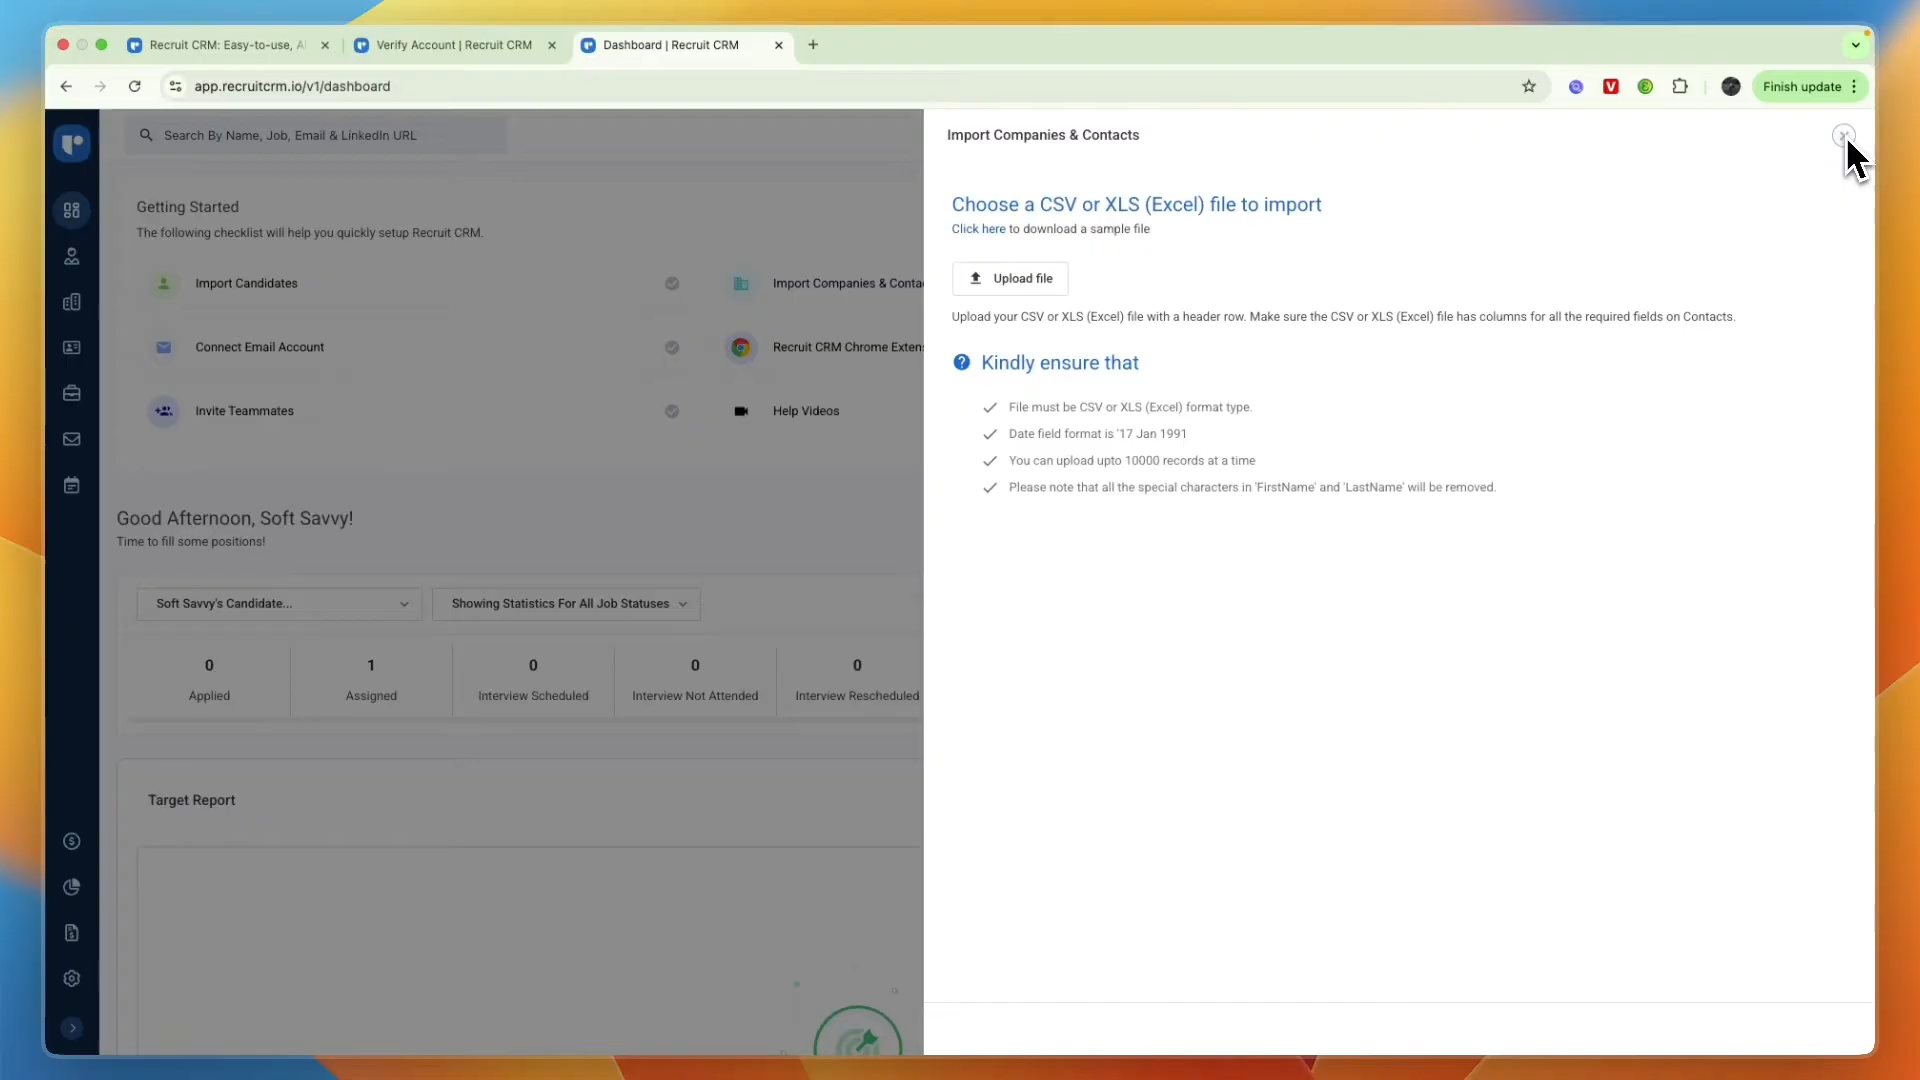 Recruit CRM: Easy-to-use, A
Verify Account | Recruit CRM
Dashboard | Recruit CRM
app.recruitcrm.io/v1/dashboard
Finish update
Search By Name, Job, Email & LinkedIn URL
Getting Started
The following checklist will help you quickly setup Recruit CRM.
Import Candidates
Import Companies & Conta
Connect Email Account
Recruit CRM Chrome Exten
Invite Teammates
Help Videos
Good Afternoon, Soft Savvy!
Time to fill some positions!
Soft Savvy's Candidate...
Showing Statistics For All Job Statuses
0
Applied
1
Assigned
0
Interview Scheduled
0
Interview Not Attended
0
Interview Rescheduled
Target Report
Import Companies & Contacts
Choose a CSV or XLS (Excel) file to import
Click here to download a sample file
Upload file
Upload your CSV or XLS (Excel) file with a header row. Make sure the CSV or XLS (Excel) file has columns for all the required fields on Contacts.
Kindly ensure that
File must be CSV or XLS (Excel) format type.
Date field format is '17 Jan 1991
You can upload upto 10000 records at a time
Please note that all the special characters in 'FirstName' and 'LastName' will be removed.